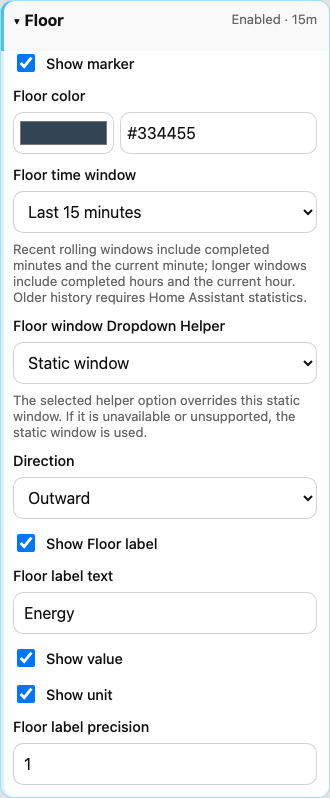 ▾ Floor Enabled · 15m
Show marker
Floor color
#334455
Floor time window
Last 15 minutes
Recent rolling windows include completed
minutes and the current minute; longer windows
include completed hours and the current hour.
Older history requires Home Assistant statistics.
Floor window Dropdown Helper
Static window
The selected helper option overrides this static
window. If it is unavailable or unsupported, the
static window is used.
Direction
Outward
Show Floor label
Floor label text
Energy
Show value
Show unit
Floor label precision
1